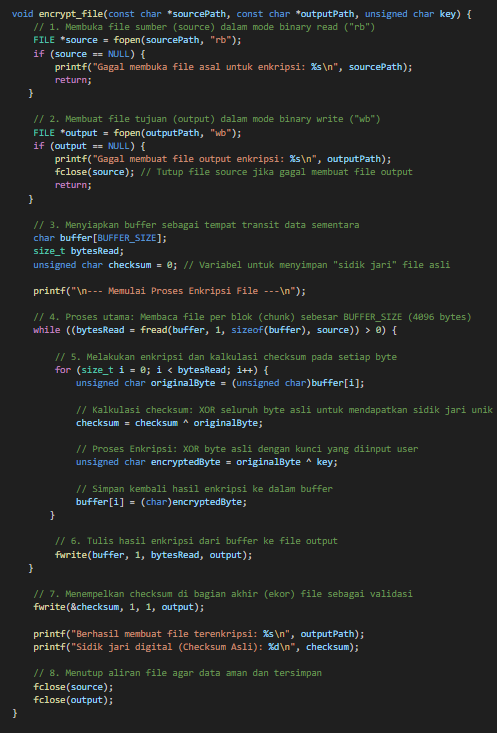 void encrypt_file(const char *sourcePath, const char *outputPath, unsigned char key) {
    // 1. Membuka file sumber (source) dalam mode binary read ("rb")
    FILE *source = fopen(sourcePath, "rb");
    if (source == NULL) {
        printf("Gagal membuka file asal untuk enkripsi: %s\n", sourcePath);
        return;
    }

    // 2. Membuat file tujuan (output) dalam mode binary write ("wb")
    FILE *output = fopen(outputPath, "wb");
    if (output == NULL) {
        printf("Gagal membuat file output enkripsi: %s\n", outputPath);
        fclose(source); // Tutup file source jika gagal membuat file output
        return;
    }

    // 3. Menyiapkan buffer sebagai tempat transit data sementara
    char buffer[BUFFER_SIZE];
    size_t bytesRead;
    unsigned char checksum = 0; // Variabel untuk menyimpan "sidik jari" file asli

    printf("\n--- Memulai Proses Enkripsi File ---\n");

    // 4. Proses utama: Membaca file per blok (chunk) sebesar BUFFER_SIZE (4096 bytes)
    while ((bytesRead = fread(buffer, 1, sizeof(buffer), source)) > 0) {

        // 5. Melakukan enkripsi dan kalkulasi checksum pada setiap byte
        for (size_t i = 0; i < bytesRead; i++) {
            unsigned char originalByte = (unsigned char)buffer[i];

            // Kalkulasi checksum: XOR seluruh byte asli untuk mendapatkan sidik jari unik
            checksum = checksum ^ originalByte;

            // Proses Enkripsi: XOR byte asli dengan kunci yang diinput user
            unsigned char encryptedByte = originalByte ^ key;

            // Simpan kembali hasil enkripsi ke dalam buffer
            buffer[i] = (char)encryptedByte;
        }

        // 6. Tulis hasil enkripsi dari buffer ke file output
        fwrite(buffer, 1, bytesRead, output);
    }

    // 7. Menempelkan checksum di bagian akhir (ekor) file sebagai validasi
    fwrite(&checksum, 1, 1, output);

    printf("Berhasil membuat file terenkripsi: %s\n", outputPath);
    printf("Sidik jari digital (Checksum Asli): %d\n", checksum);

    // 8. Menutup aliran file agar data aman dan tersimpan
    fclose(source);
    fclose(output);
}